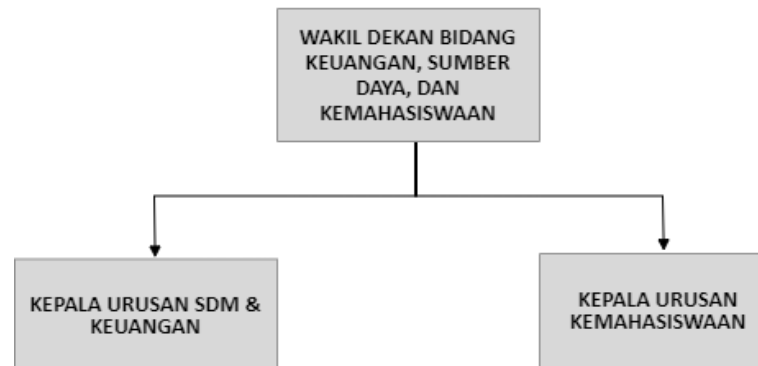 WAKIL DEKAN BIDANG
KEUANGAN, SUMBER
DAYA, DAN
KEMAHASISWAAN
KEPALA URUSAN SDM &
KEUANGAN
KEPALA URUSAN
KEMAHASISWAAN